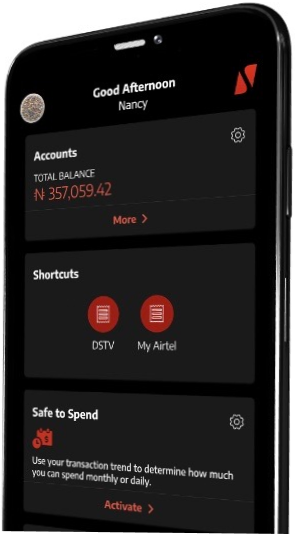 Good Afternoon
Nancy
Accounts
TOTAL BALANCE
₦ 357,059.42
More >
Shortcuts
DSTV
My Airtel
Safe to Spend
Use your transaction trend to determine how much
you can spend monthly or daily.
Activate >